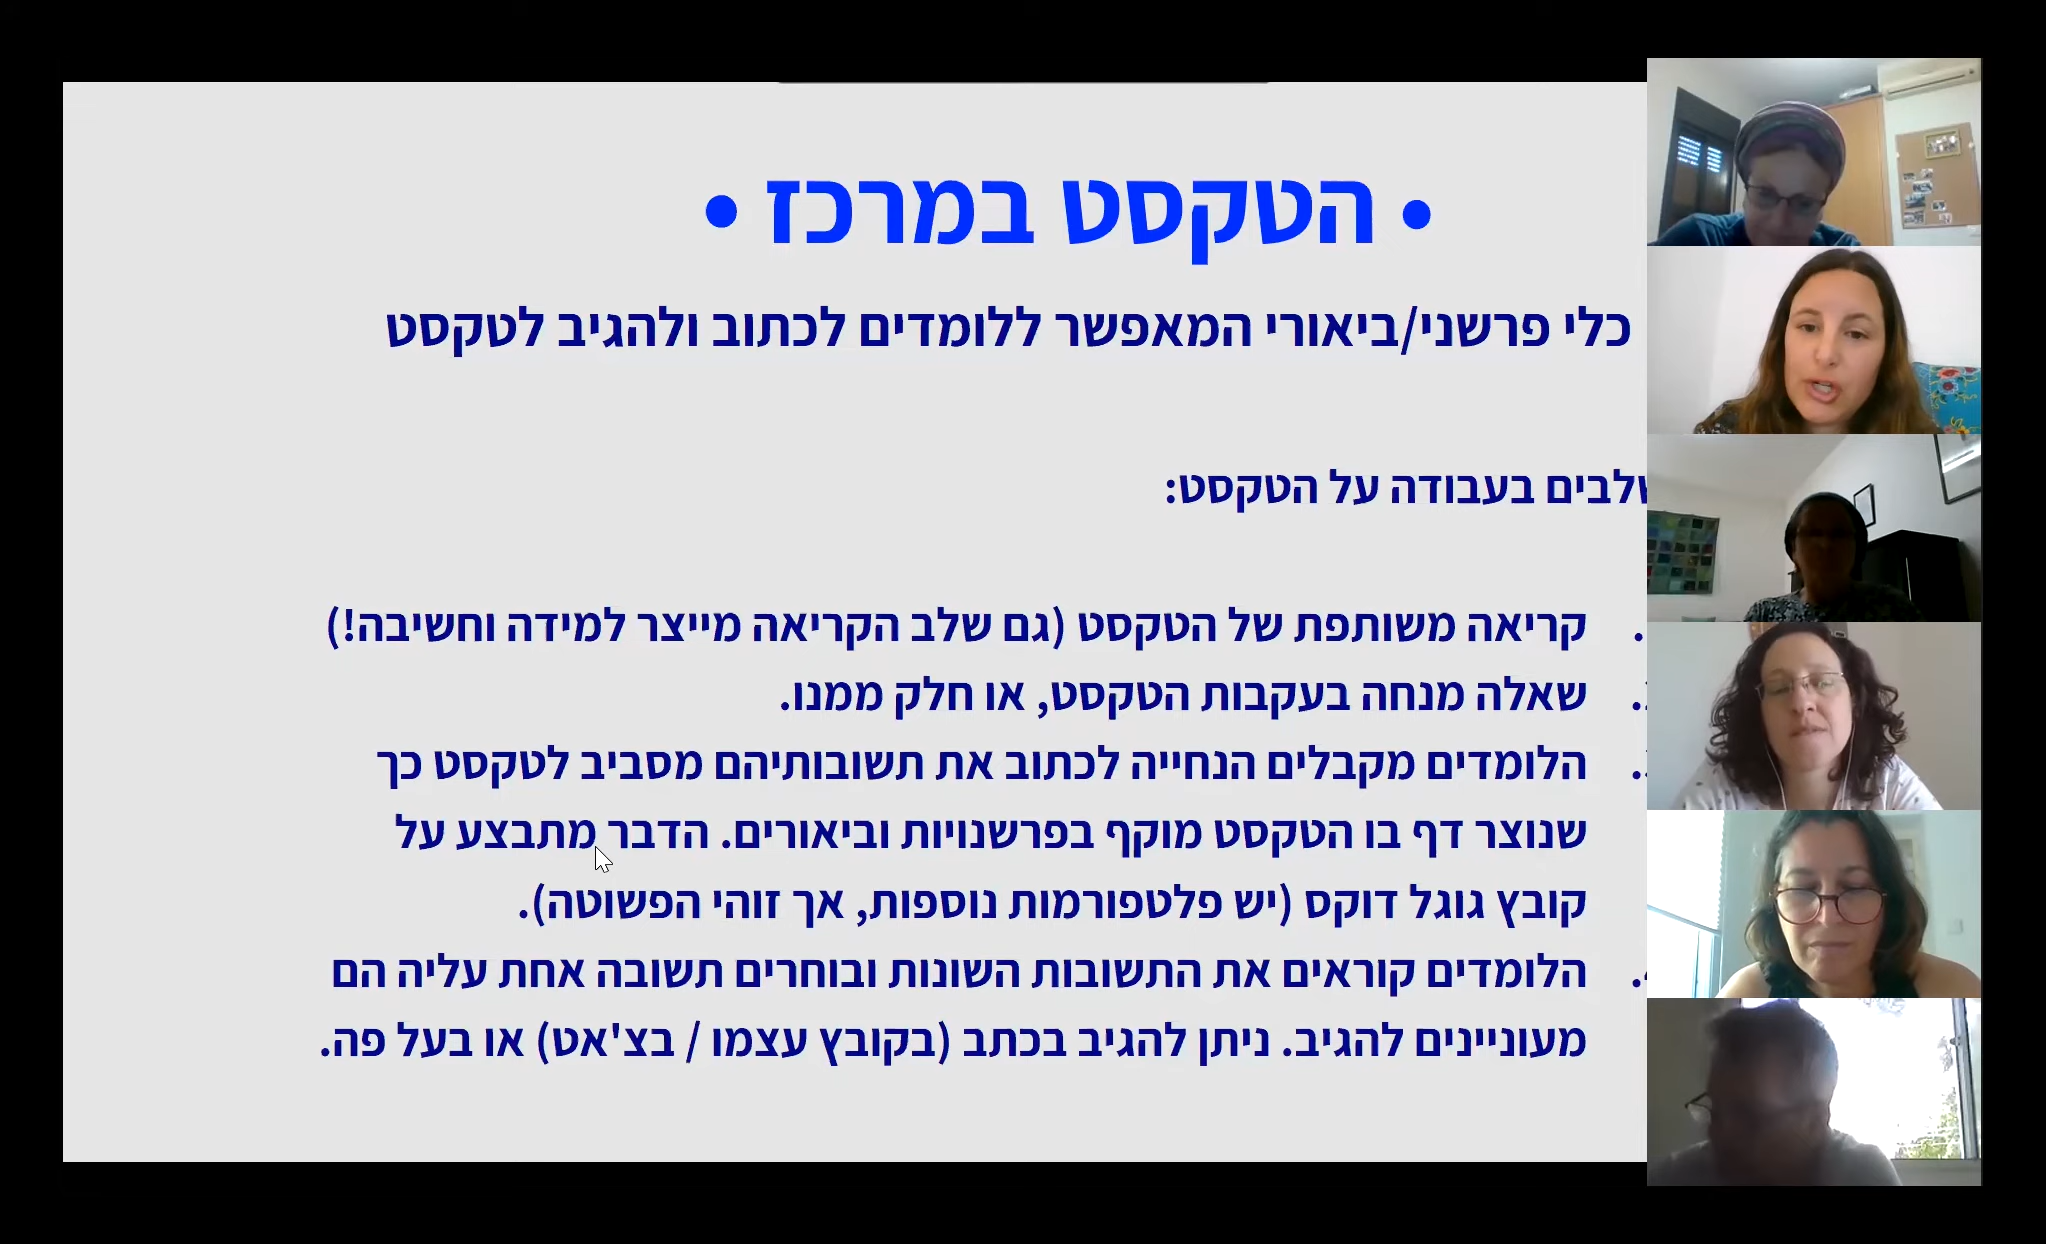 • הטקסט במרכז •
כלי פרשני/ביאורי המאפשר ללומדים לכתוב ולהגיב לטקסט
שלבים בעבודה על הטקסט:
קריאה משותפת של הטקסט (גם שלב הקריאה מייצר למידה וחשיבה!)
שאלה מנחה בעקבות הטקסט, או חלק ממנו.
הלומדים מקבלים הנחייה לכתוב את תשובותיהם מסביב לטקסט כך
שנוצר דף בו הטקסט מוקף בפרשנויות וביאורים. הדבר מתבצע על
קובץ גוגל דוקס (יש פלטפורמות נוספות, אך זוהי הפשוטה).
הלומדים קוראים את התשובות השונות ובוחרים תשובה אחת עליה הם
מעוניינים להגיב. ניתן להגיב בכתב (בקובץ עצמו / בצ'אט) או בעל פה.